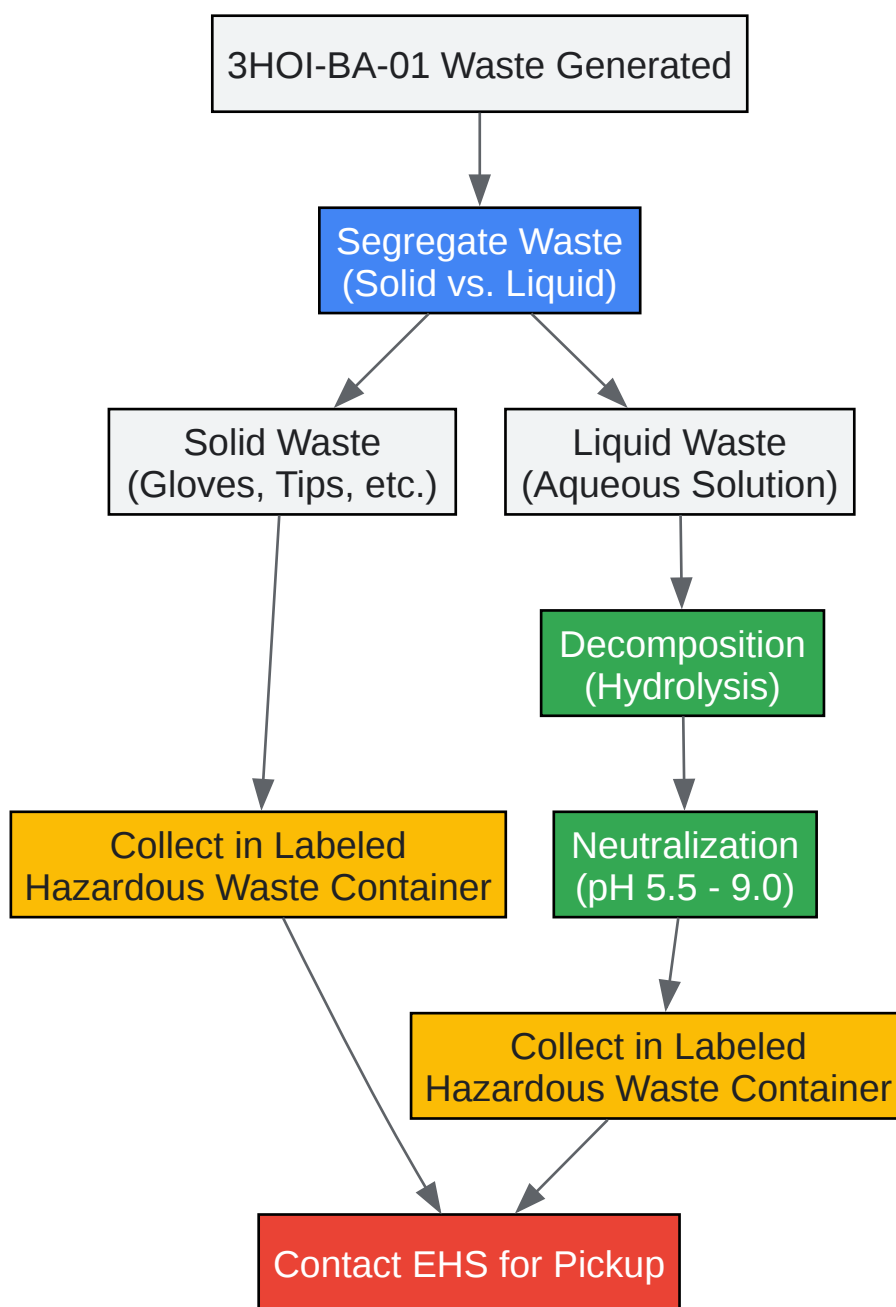 3HOI-BA-01 Waste Generated
Segregate Waste
(Solid vs. Liquid)
Solid Waste
(Gloves, Tips, etc.)
Liquid Waste
(Aqueous Solution)
Decomposition
(Hydrolysis)
Collect in Labeled
Hazardous Waste Container
Neutralization
(pH 5.5 - 9.0)
Collect in Labeled
Hazardous Waste Container
Contact EHS for Pickup